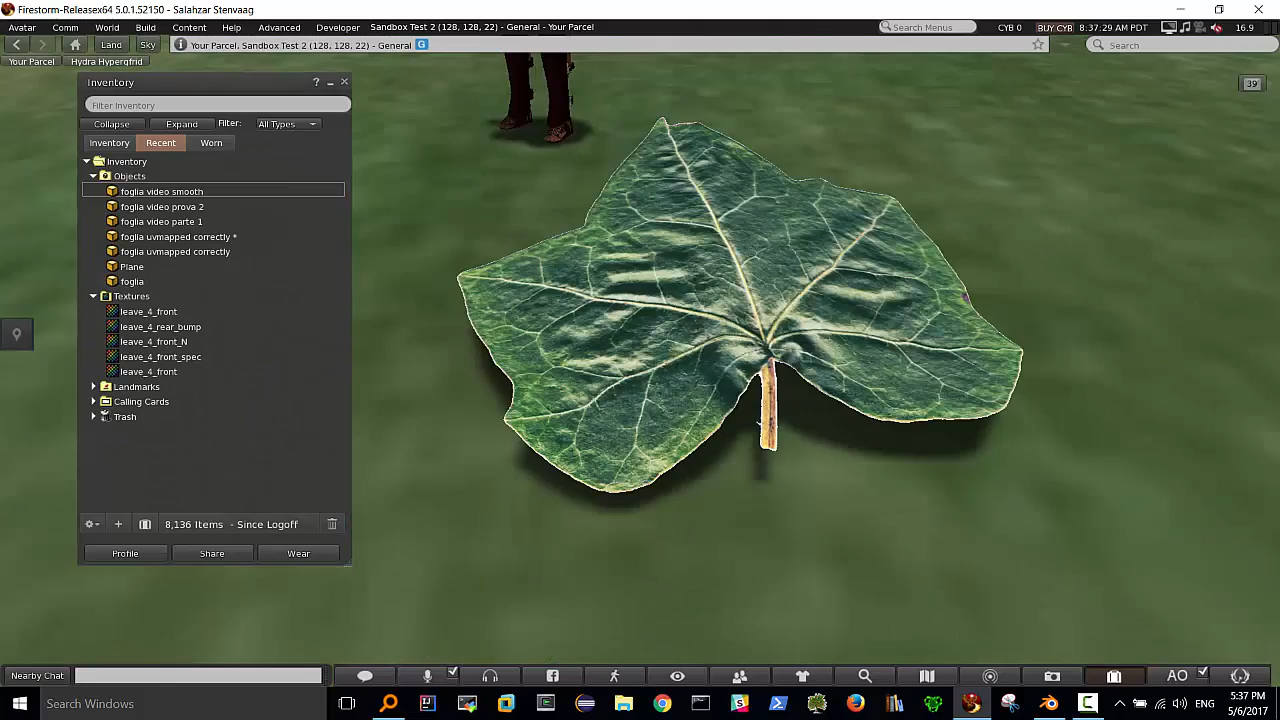 Firestorm-Releasex64 5.0.1.52150 - Salahzar Stenvaag
Avatar Comm World Build Content Help Advanced Developer Sandbox Test 2 (128, 128, 22) - General - Your Parcel Search Menus CYB 0 BUY CYB 8:37:29 AM PDT 16.9
Land Sky Your Parcel, Sandbox Test 2 (128, 128, 22) - General G Search
Your Parcel Hydra Hypergfrid
Inventory ?
39
Filter Inventory
Collapse Expand Filter: All Types
Inventory Recent Worn
Inventory
Objects
foglia video smooth
foglia video prova 2
foglia video parte 1
foglia uvmapped correctly *
foglia uvmapped correctly
Plane
foglia
Textures
leave_4_front
leave_4_rear_bump
leave_4_front_N
leave_4_front_spec
leave_4_front
Landmarks
Calling Cards
Trash
8,136 Items - Since Logoff
Profile Share Wear
Nearby Chat AO
Search Windows ENG 5:37 PM
5/6/2017